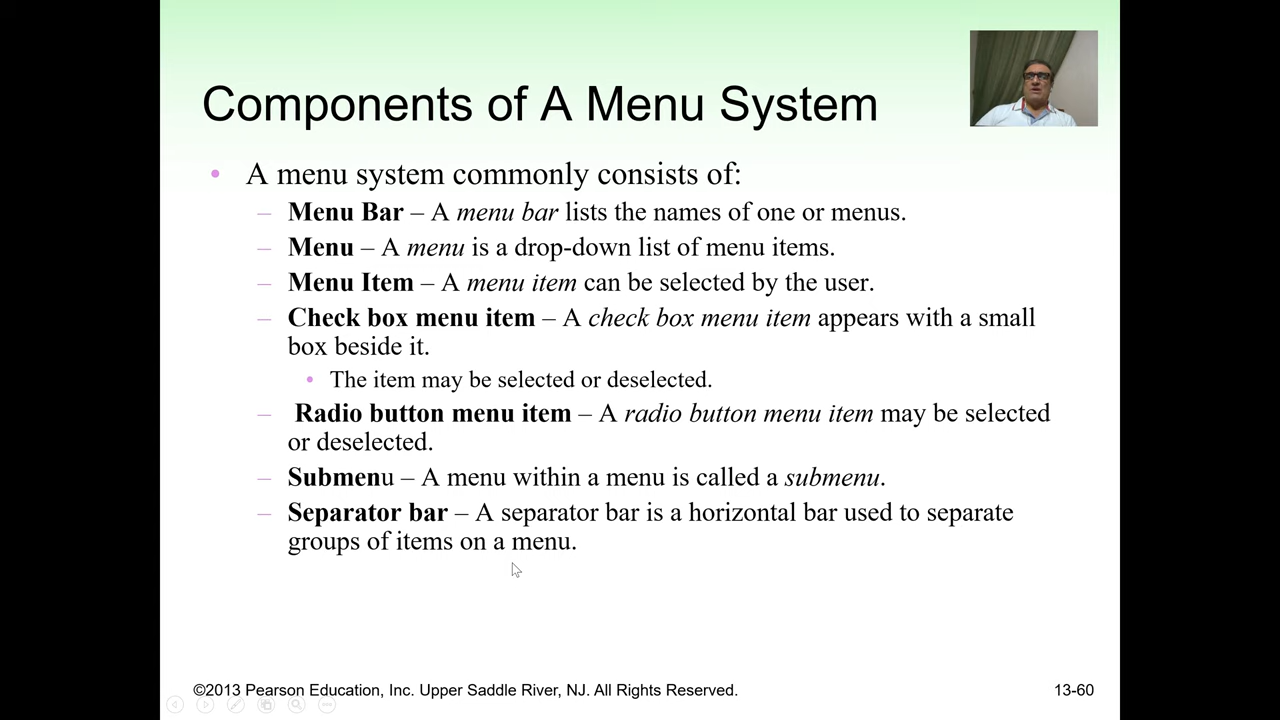 Components of A Menu System
• A menu system commonly consists of:
– Menu Bar – A menu bar lists the names of one or menus.
– Menu – A menu is a drop-down list of menu items.
– Menu Item – A menu item can be selected by the user.
– Check box menu item – A check box menu item appears with a small
box beside it.
• The item may be selected or deselected.
– Radio button menu item – A radio button menu item may be selected
or deselected.
– Submenu – A menu within a menu is called a submenu.
– Separator bar – A separator bar is a horizontal bar used to separate
groups of items on a menu.
©2013 Pearson Education, Inc. Upper Saddle River, NJ. All Rights Reserved.
13-60